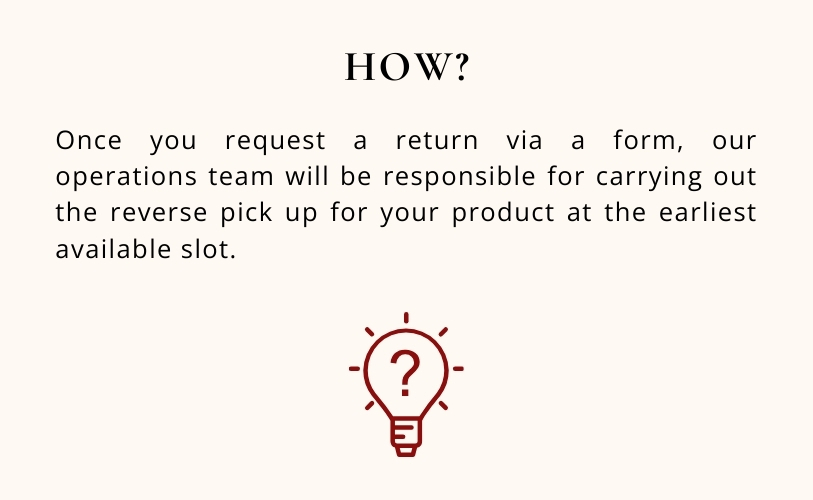 HOW?
Once you request a return via a form, our
operations team will be responsible for carrying out
the reverse pick up for your product at the earliest
available slot.
?